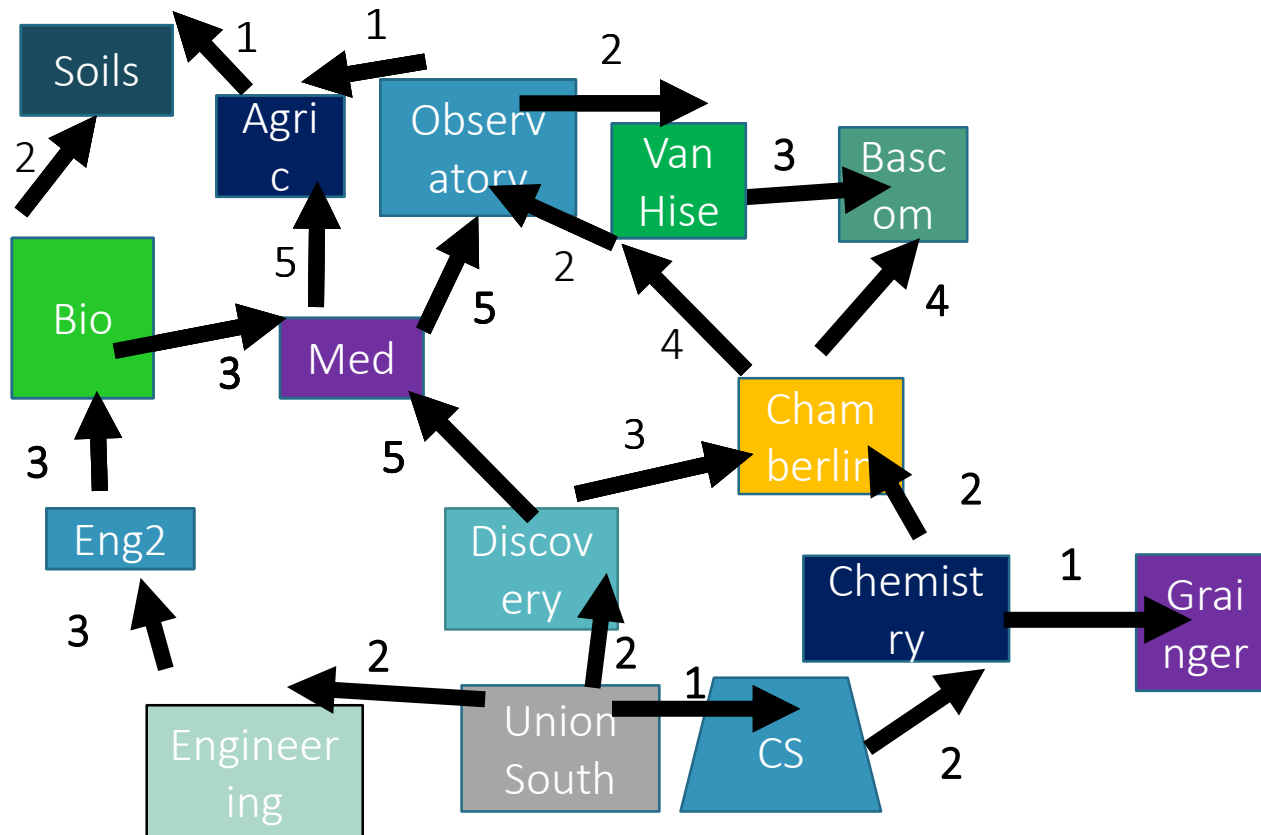 1
1
2
Soils
Agri
c
Observ
atory
Van
Hise
3
Basc
om
2
5
2
5
4
4
Bio
3
Med
3
5
Cham
berlin
3
2
Eng2
Discov
ery
Chemist
ry
1
Grai
nger
3
2
2
1
Engineer
ing
Union
South
CS
2